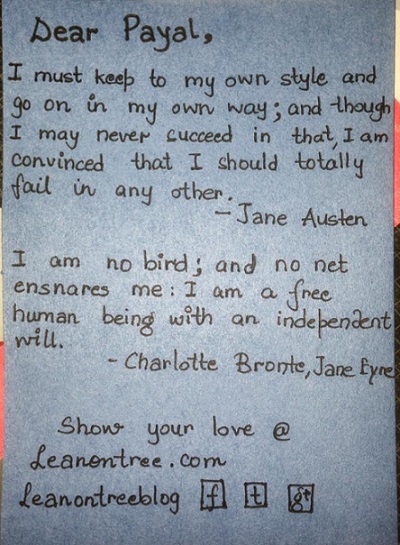 Dear Payal,
I must keep to my own style and
go on in my own way; and though
I may never succeed in that, I am
convinced that I should totally
fail in any other.
- Jane Austen
I am no bird; and no net
ensnares me: I am a free
human being with an independent
will.
- Charlotte Bronte, Jane Eyre
Show your love @
Leanontree.com
Leanontreeblog f t g+